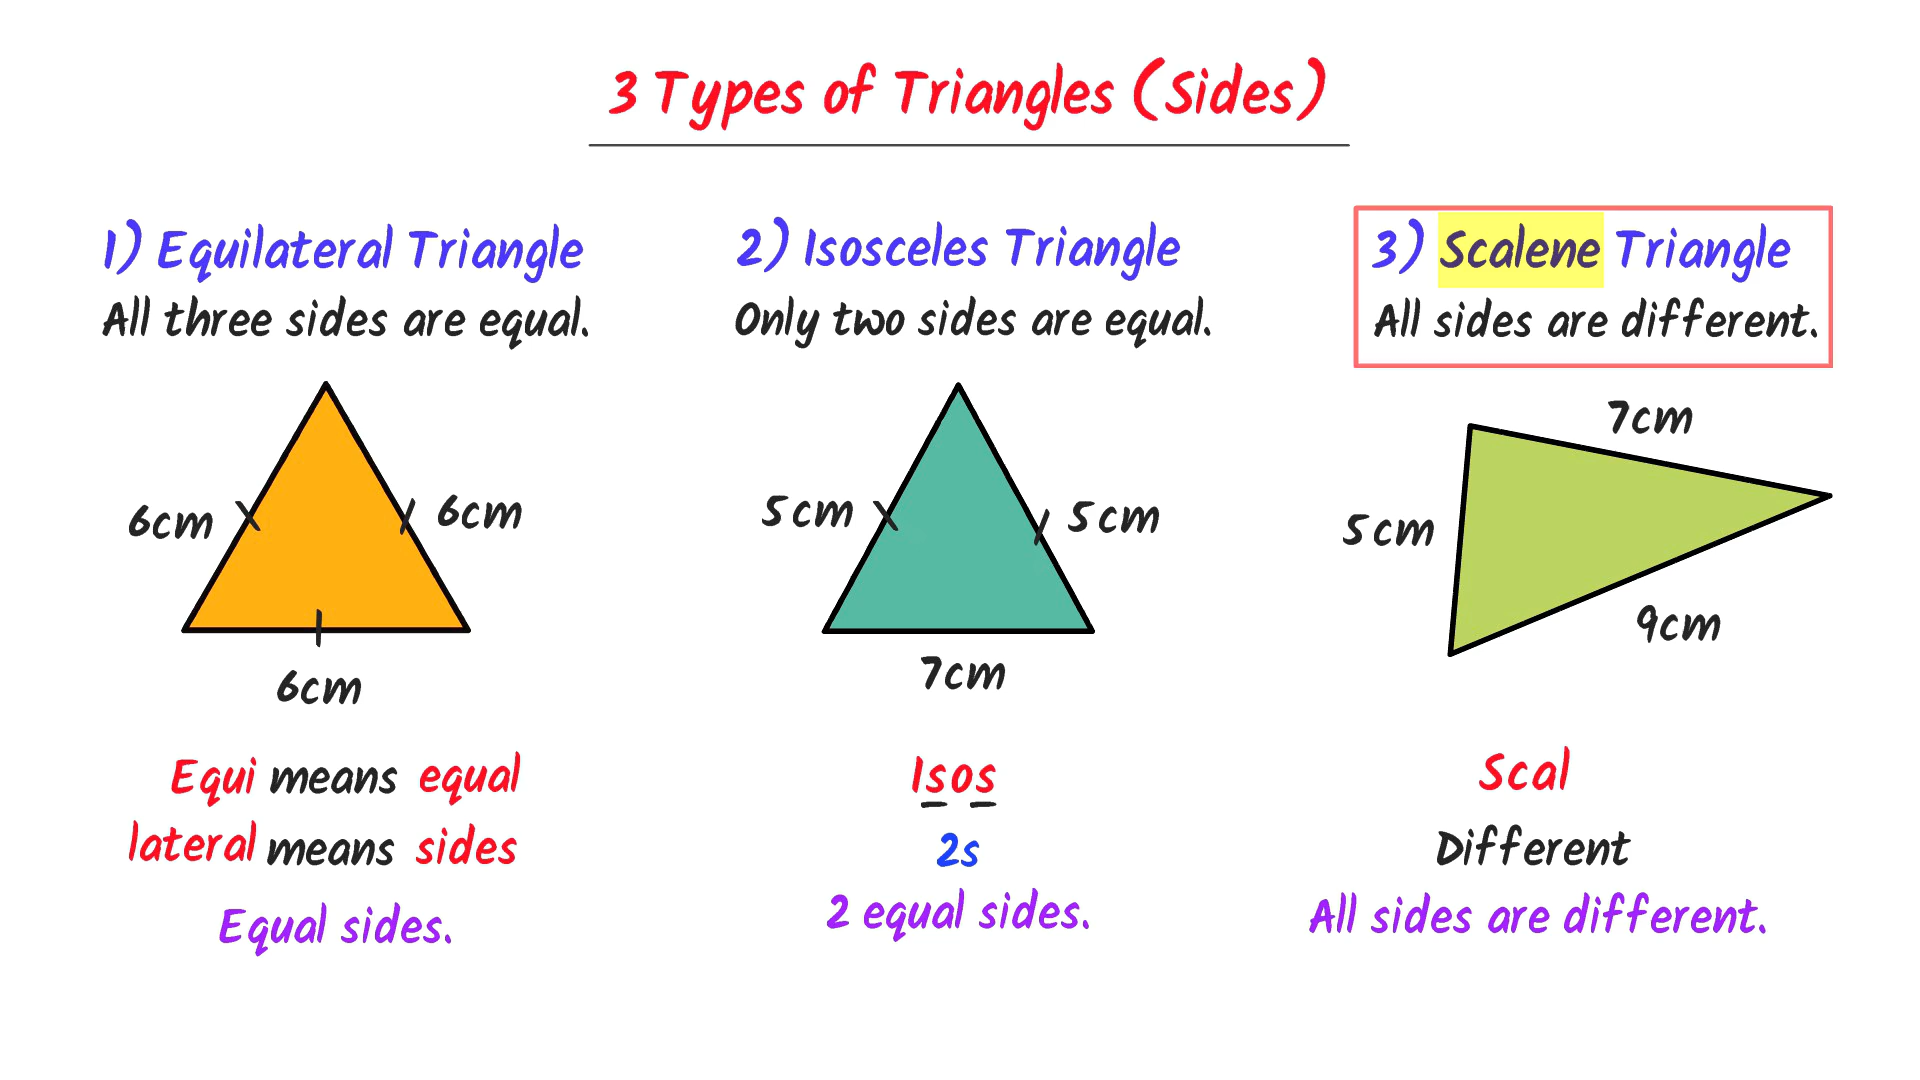 3 Types of Triangles (Sides)
1) Equilateral Triangle
All three sides are equal.
6cm
6cm
6cm
Equi means equal
lateral means sides
Equal sides.
2) Isosceles Triangle
Only two sides are equal.
5cm
5cm
7cm
Isos
2s
2 equal sides.
3) Scalene Triangle
All sides are different.
7cm
5cm
9cm
Scal
Different
All sides are different.